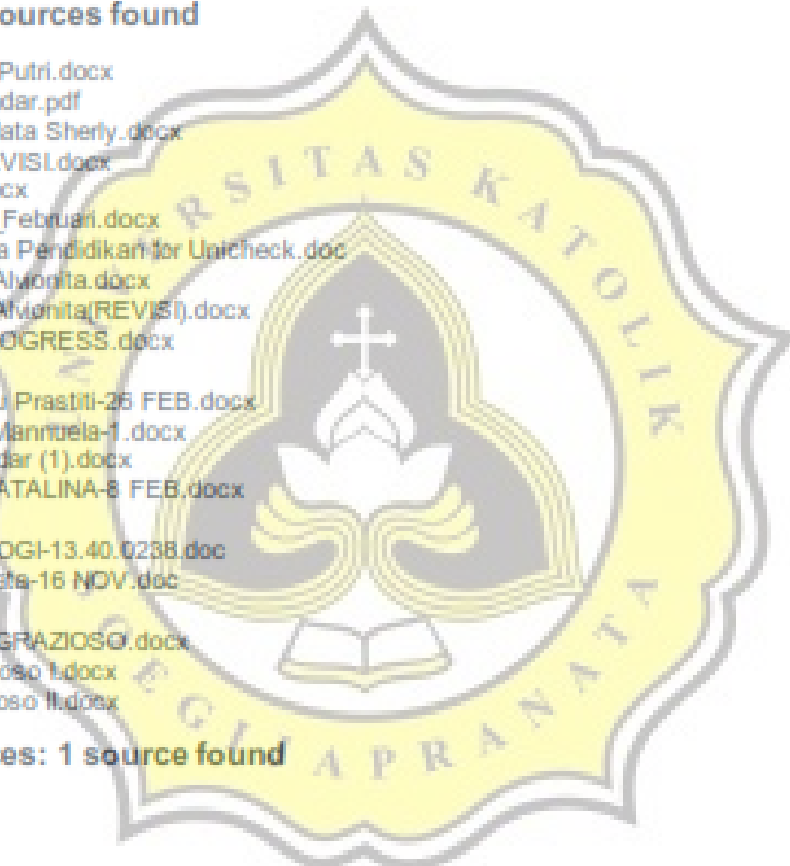 ources found
Putri.docx
dar.pdf
lata Sherly.docx
VISI.docx
cx
Februari.docx
a Pendidikan for Unicheck.doc
Alvionita.docx
Alvionita(REVISI).docx
OGRESS.docx
u Prastiti-26 FEB.docx
Mannuela-1.docx
dar (1).docx
ATALINA-8 FEB.docx
OGI-13.40.0238.doc
ata-16 NOV.doc
GRAZIOSO.docx
oso I.docx
oso II.docx
es: 1 source found
RSITAS KATOLIK
SOEGIJAPRANATA